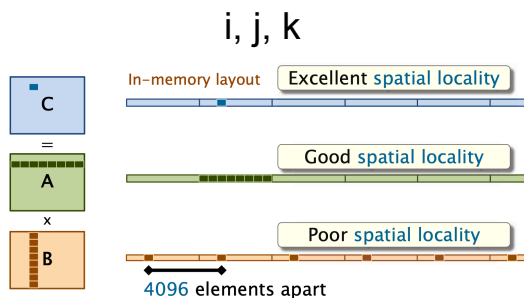 i, j, k
In-memory layout
Excellent spatial locality
C
=
Good spatial locality
A
x
Poor spatial locality
B
4096 elements apart